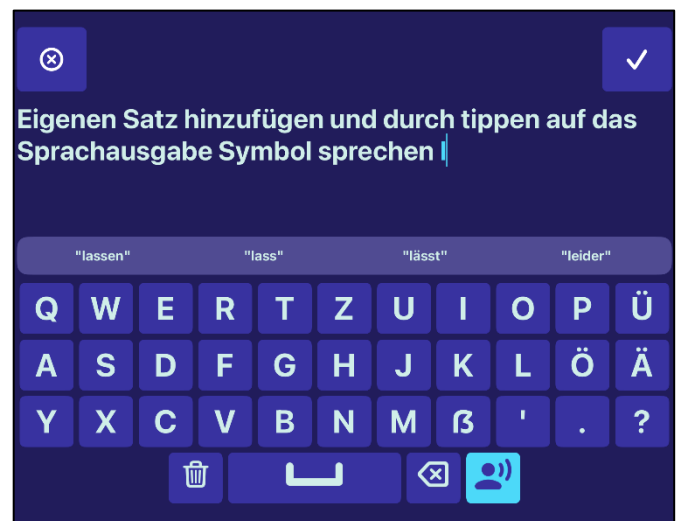 Eigenen Satz hinzufügen und durch tippen auf das
Sprachausgabe Symbol sprechen l
"lassen" "lass" "lässt" "leider"
Q W E R T Z U I O P Ü
A S D F G H J K L Ö Ä
Y X C V B N M ß ' . ?